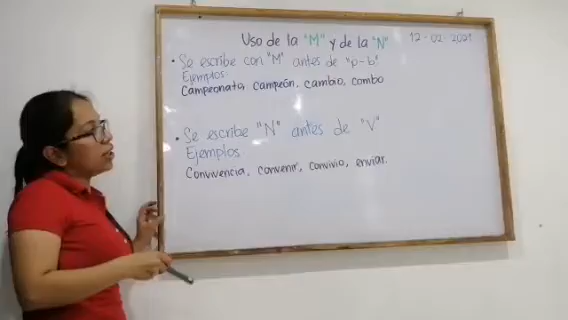 Uso de la "M" y de la "N" 12-02-2021
• Se escribe con "M" antes de "p-b"
Ejemplos:
Campeonato, campeón, cambio, combo
• Se escribe "N" antes de "V"
Ejemplos.
Convivencia, convenir, convivio, enviar.